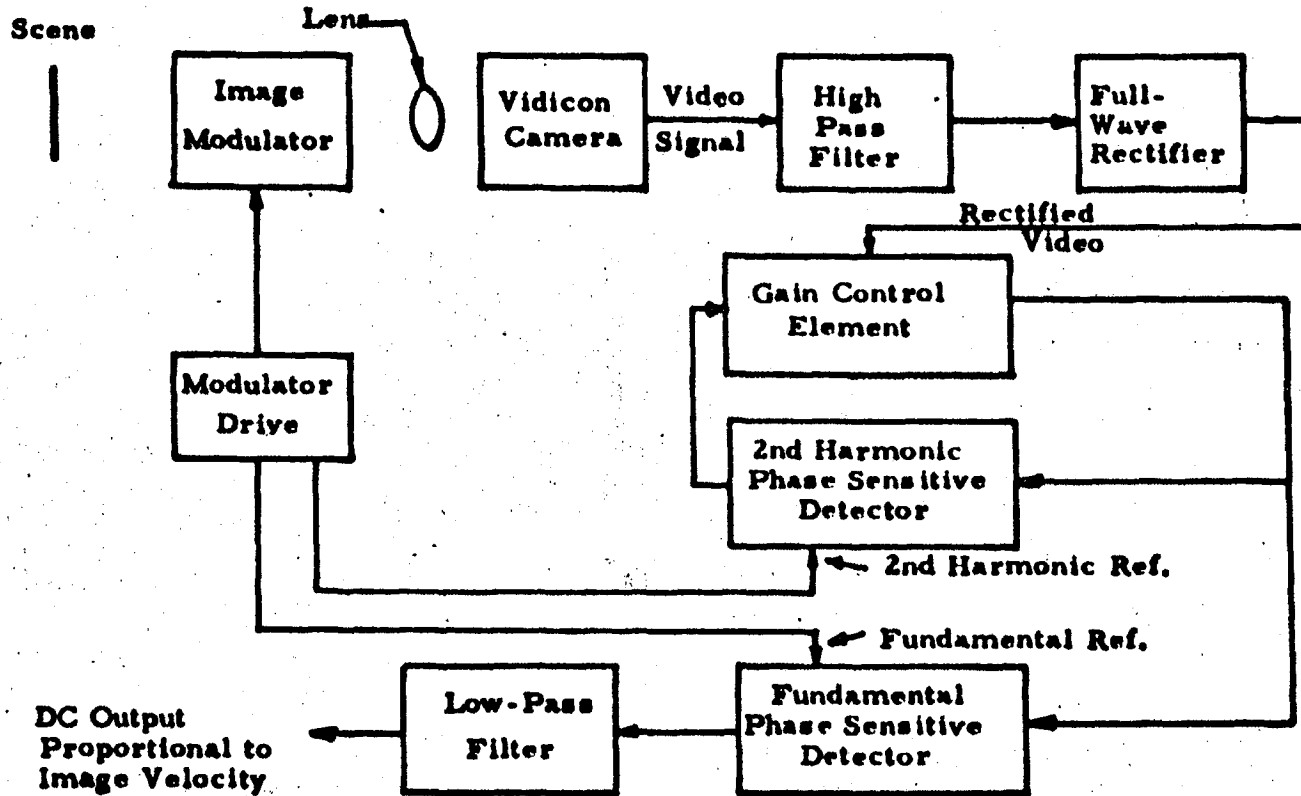 Scene
Lens
Image
Modulator
Vidicon
Camera
Video
Signal
High
Pass
Filter
Full-
Wave
Rectifier
Rectified
Video
Gain Control
Element
Modulator
Drive
2nd Harmonic
Phase Sensitive
Detector
2nd Harmonic Ref.
Fundamental Ref.
Fundamental
Phase Sensitive
Detector
Low-Pass
Filter
DC Output
Proportional to
Image Velocity